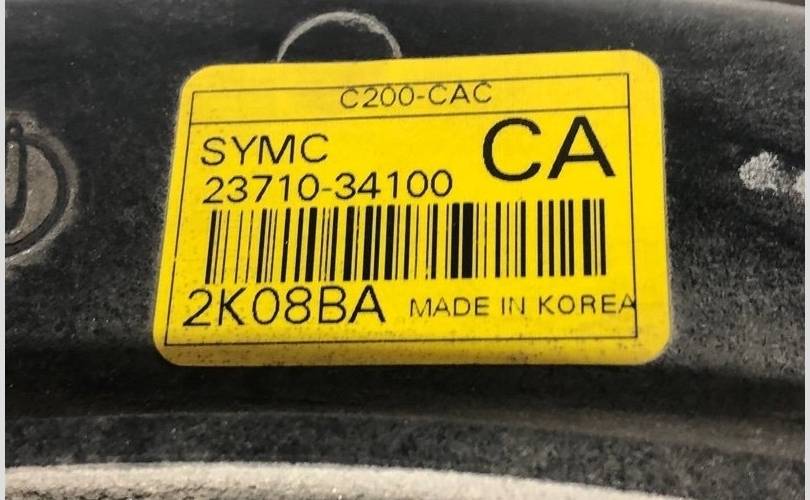 C200-CAC
SYMC
CA
23710-34100
2K08BA
MADE IN KOREA